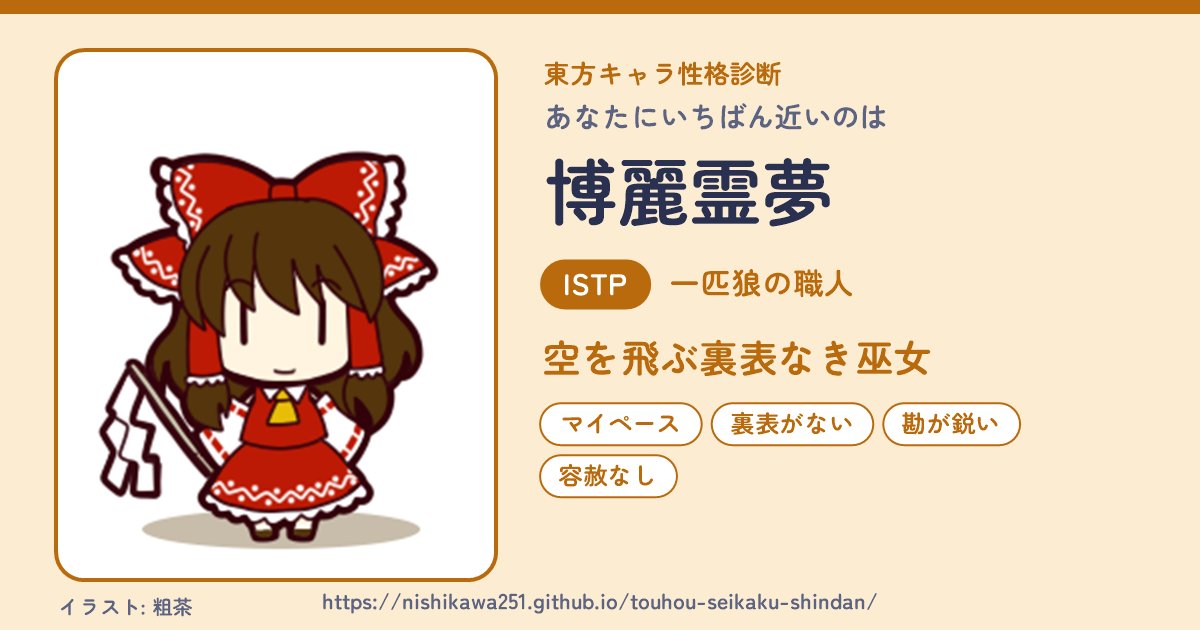 東方キャラ性格診断
あなたにいちばん近いのは
博麗霊夢
ISTP 一匹狼の職人
空を飛ぶ裏表なき巫女
マイペース 裏表がない 勘が鋭い
容赦なし
イラスト: 粗茶
https://nishikawa251.github.io/touhou-seikaku-shindan/